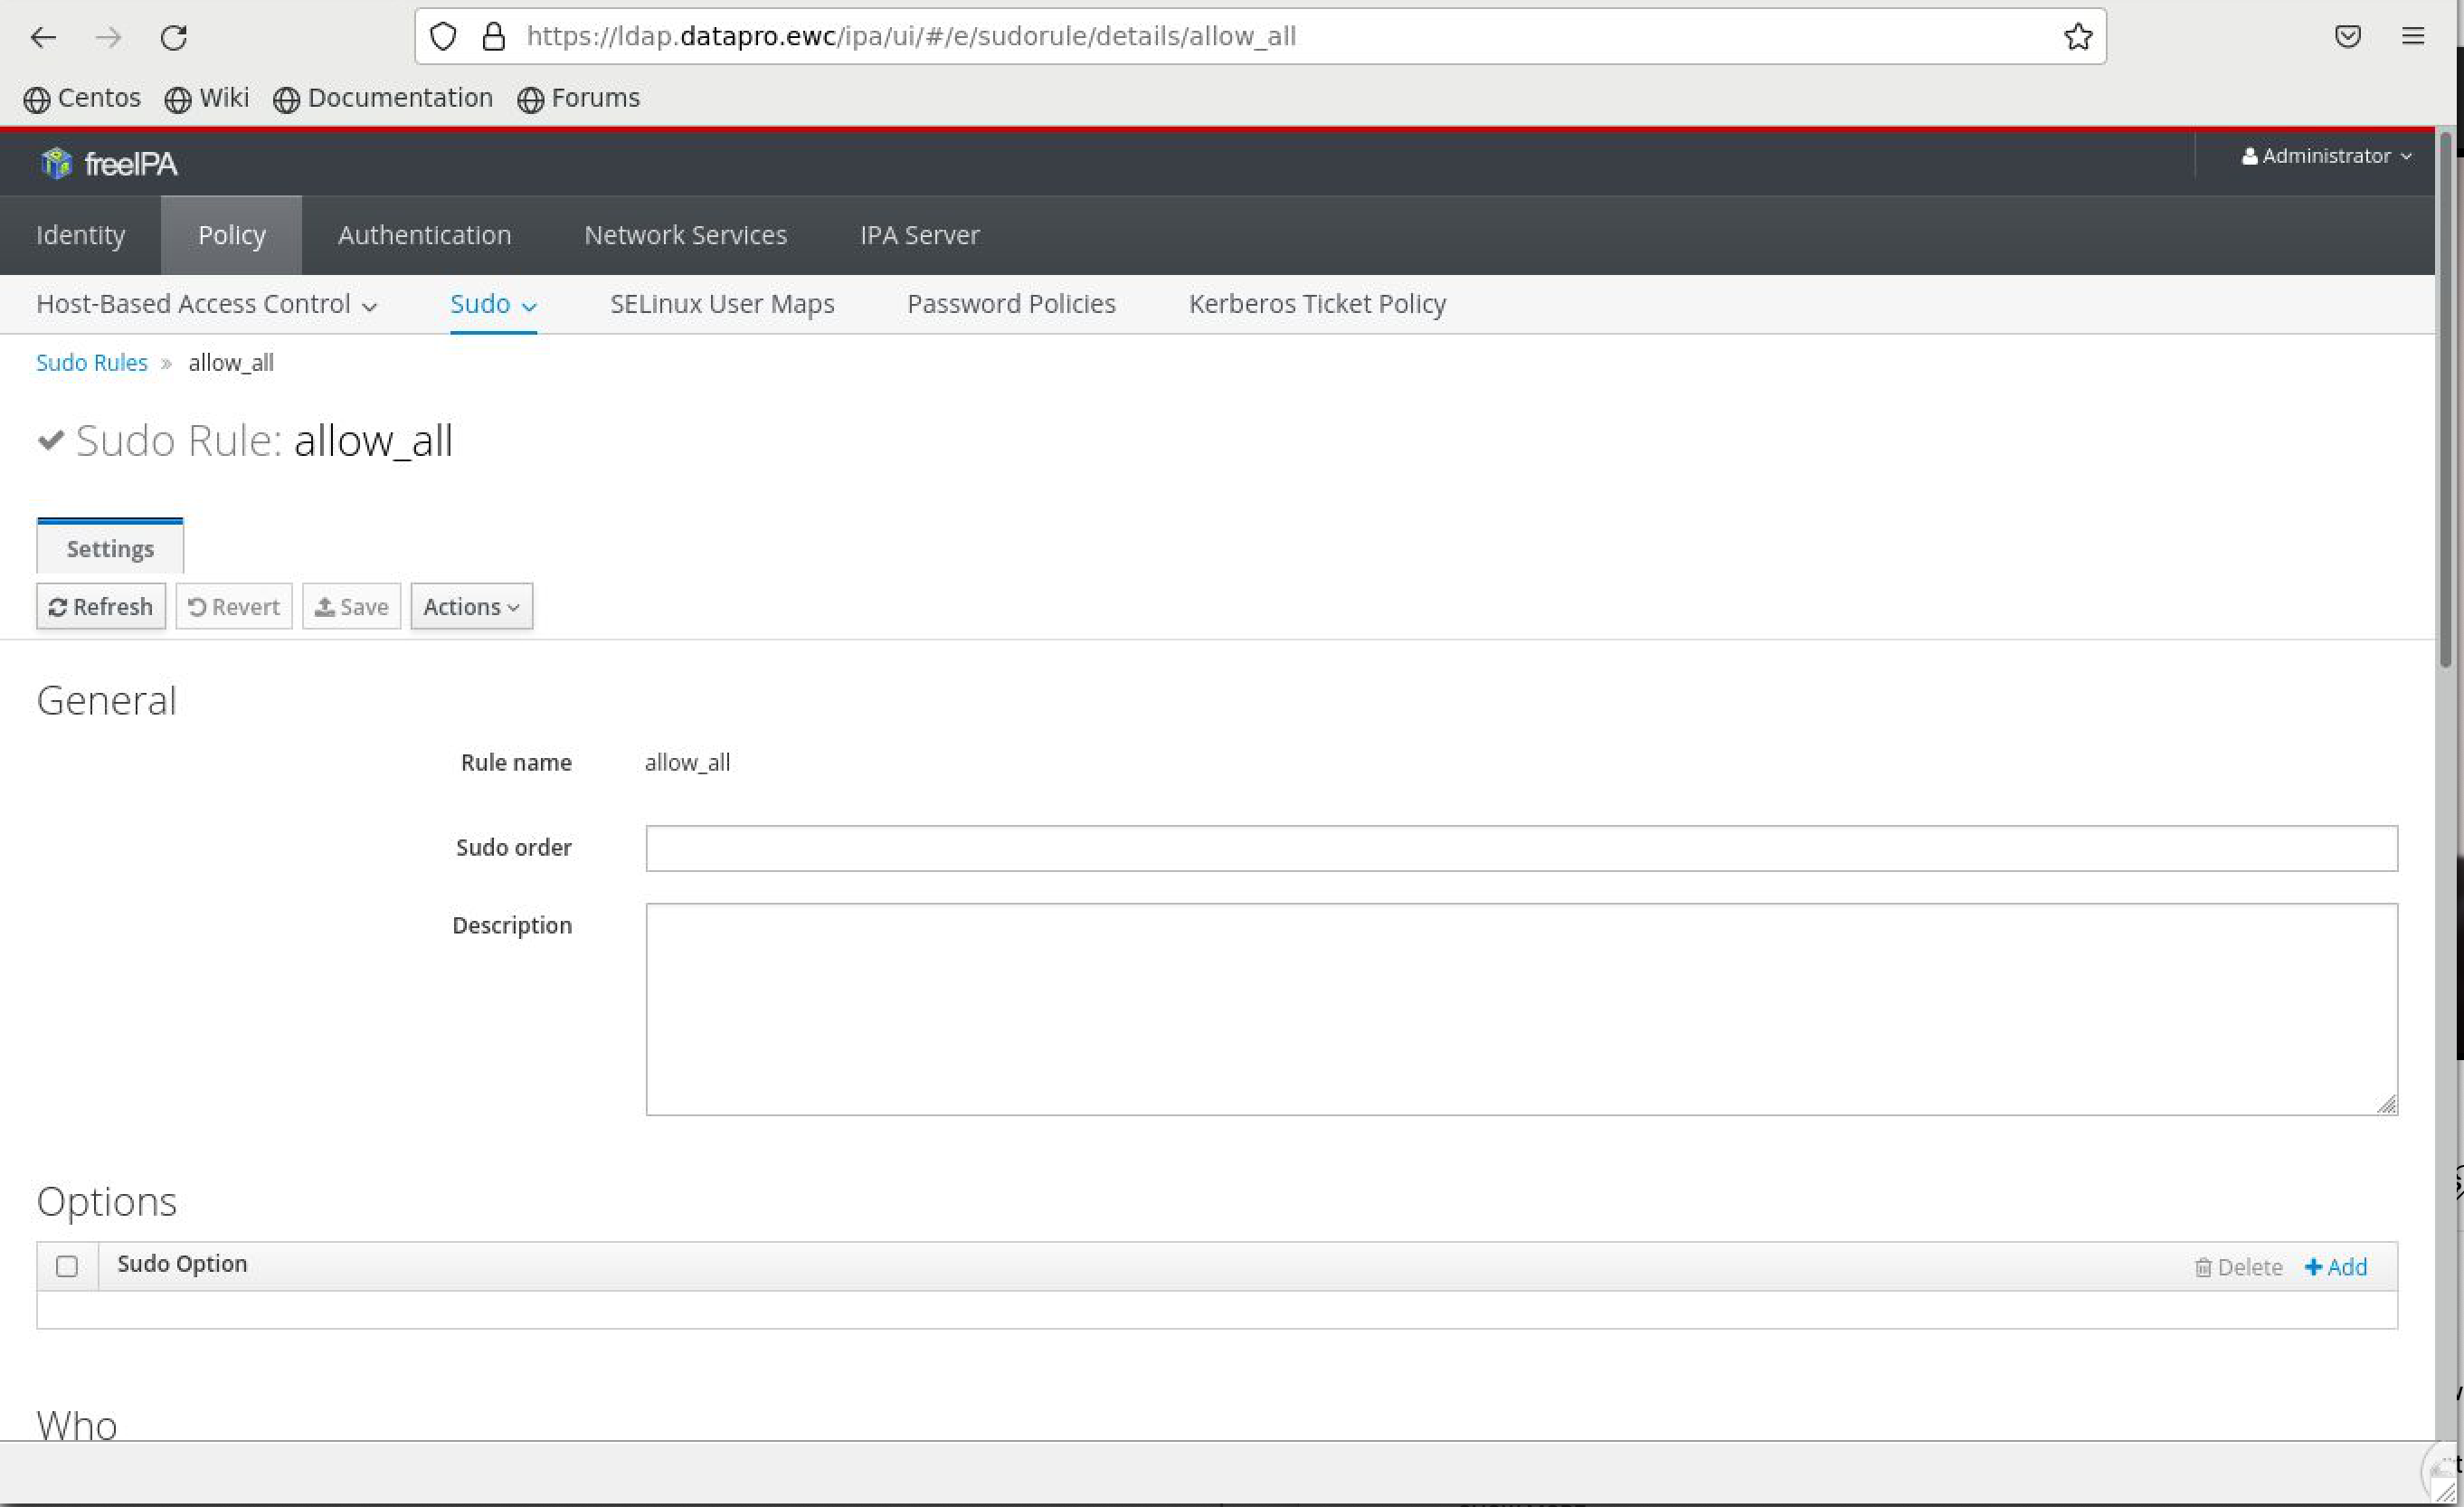 https://ldap.datapro.ewc/ipa/ui/#/e/sudorule/details/allow_all
Centos Wiki Documentation Forums
freeIPA Administrator
Identity Policy Authentication Network Services IPA Server
Host-Based Access Control Sudo SELinux User Maps Password Policies Kerberos Ticket Policy
Sudo Rules » allow_all
Sudo Rule: allow_all
Settings
Refresh Revert Save Actions
General
Rule name allow_all
Sudo order
Description
Options
Sudo Option Delete Add
Who